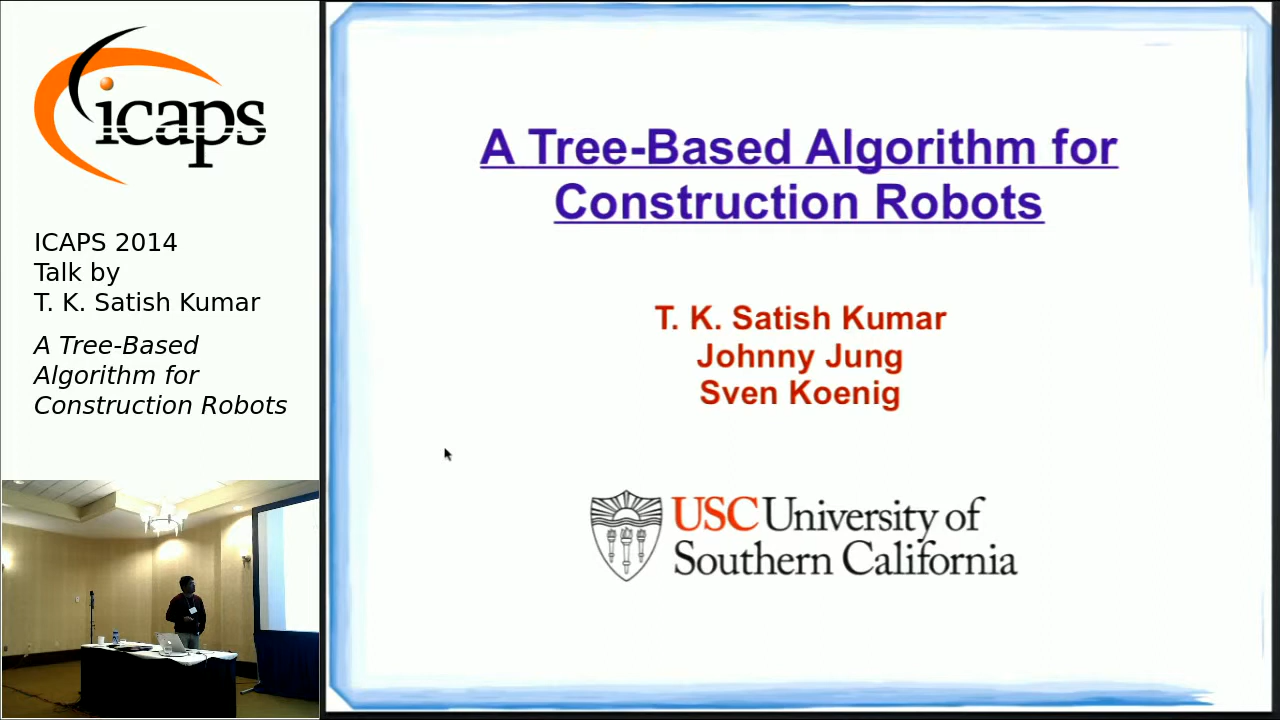 icaps
ICAPS 2014
Talk by
T. K. Satish Kumar
A Tree-Based
Algorithm for
Construction Robots
A Tree-Based Algorithm for
Construction Robots
T. K. Satish Kumar
Johnny Jung
Sven Koenig
USC University of
Southern California